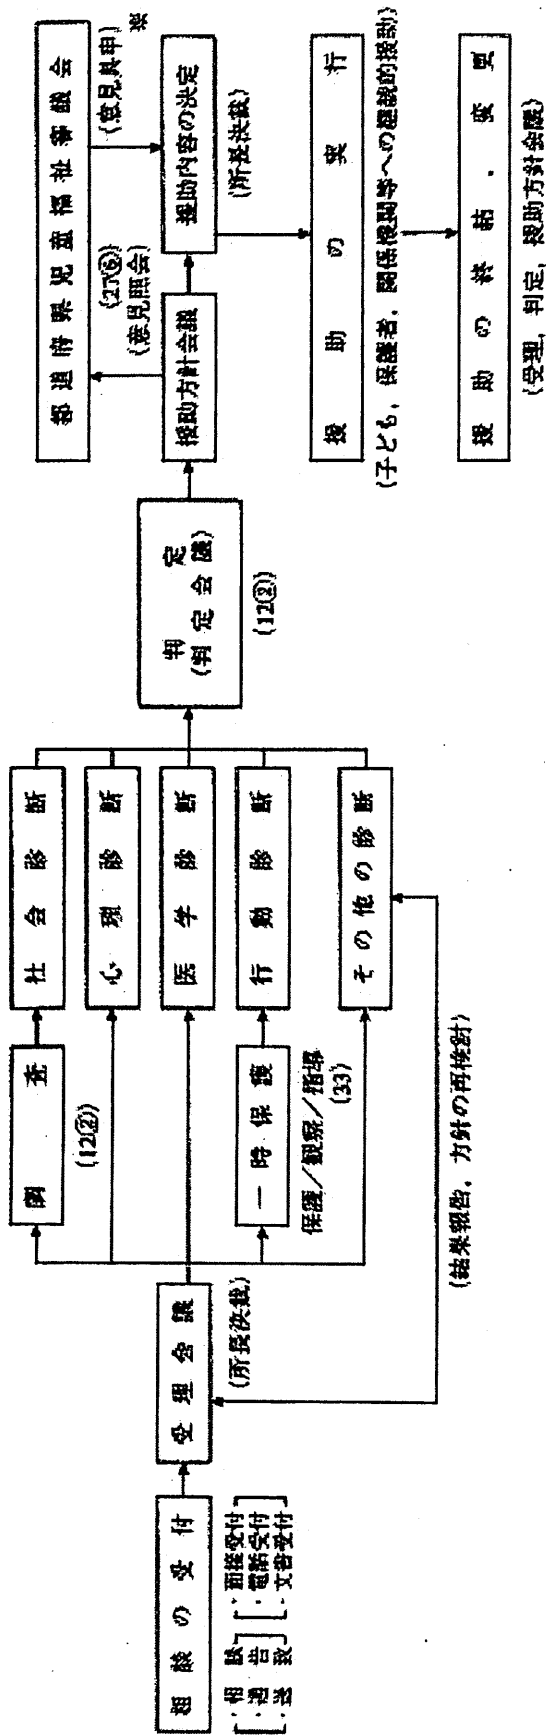 相談の受付
・相談
・通告
・送致
・面接受付
・電話受付
・文書受付
受理会議
(所長決裁)
調査
(12②)
一時保護
保護/観察/指導
(33)
社会診断
心理診断
医学診断
行動診断
その他の診断
(結果報告,方針の再検討)
判定
(判定会議)
(12②)
都道府県児童福祉審議会
(27⑥)
(意見照会)
(意見具申)
※
援助方針会議
援助内容の決定
(所長決裁)
援助の実行
(子ども,保護者,関係機関等への継続的援助)
援助の終結,変更
(受理,判定,援助方針会議)